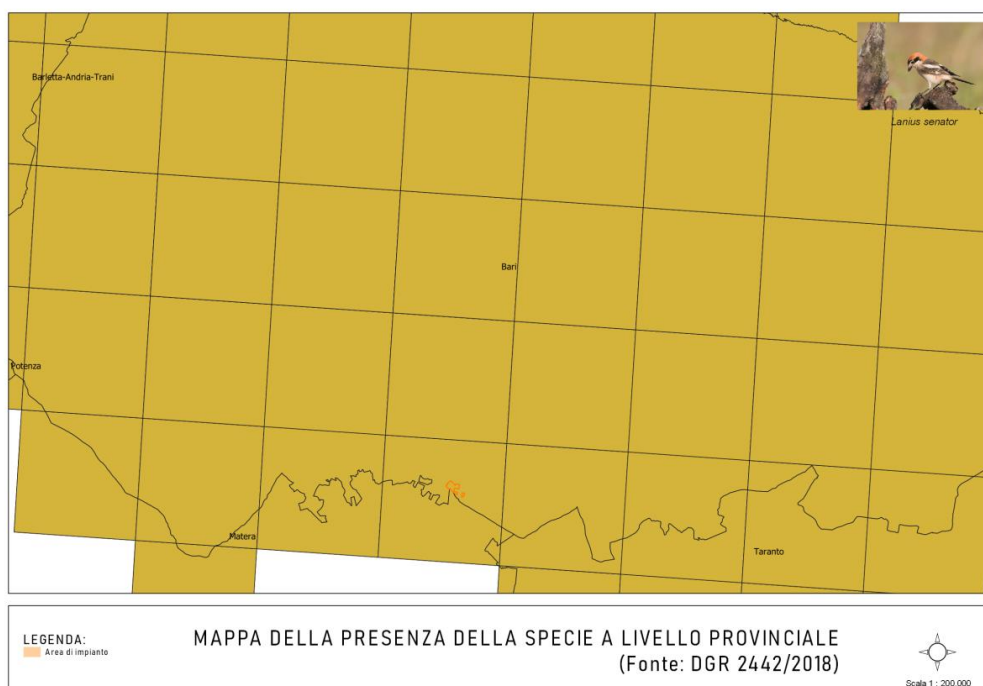 Barletta-Andria-Trani
Lanius senator
Bari
Potenza
Matera
Taranto
LEGENDA:
Area di impianto
MAPPA DELLA PRESENZA DELLA SPECIE A LIVELLO PROVINCIALE
(Fonte: DGR 2442/2018)
Scala 1 : 200.000